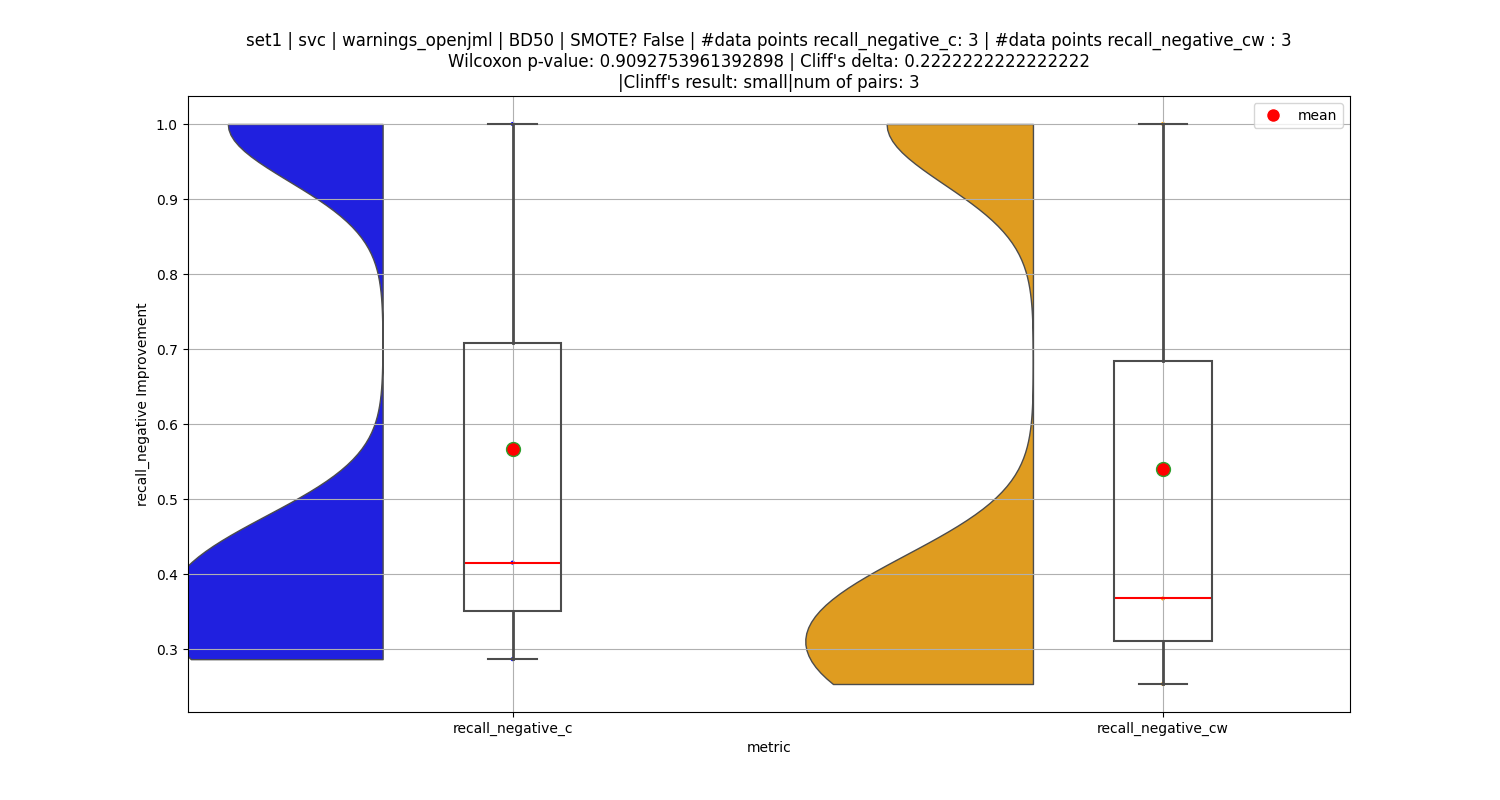 set1 | svc | warnings_openjml | BD50 | SMOTE? False | #data points recall_negative_c: 3 | #data points recall_negative_cw : 3
Wilcoxon p-value: 0.9092753961392898 | Cliff's delta: 0.2222222222222222
|Clinff's result: small|num of pairs: 3
mean
1.0
0.9
0.8
0.7
0.6
0.5
0.4
0.3
recall_negative Improvement
recall_negative_c
recall_negative_cw
metric